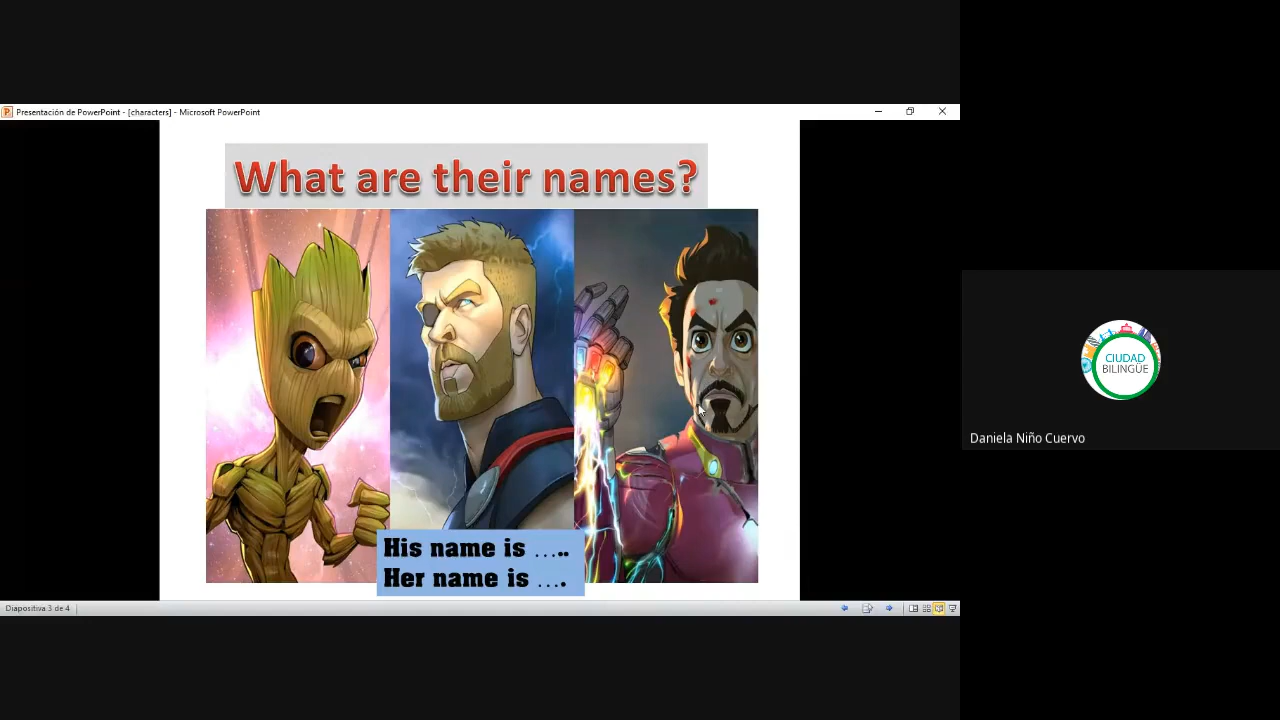 Presentación de PowerPoint - [characters] - Microsoft PowerPoint
What are their names?
His name is .....
Her name is ....
Diapositiva 3 de 4
CIUDAD
BILINGÜE
Daniela Niño Cuervo